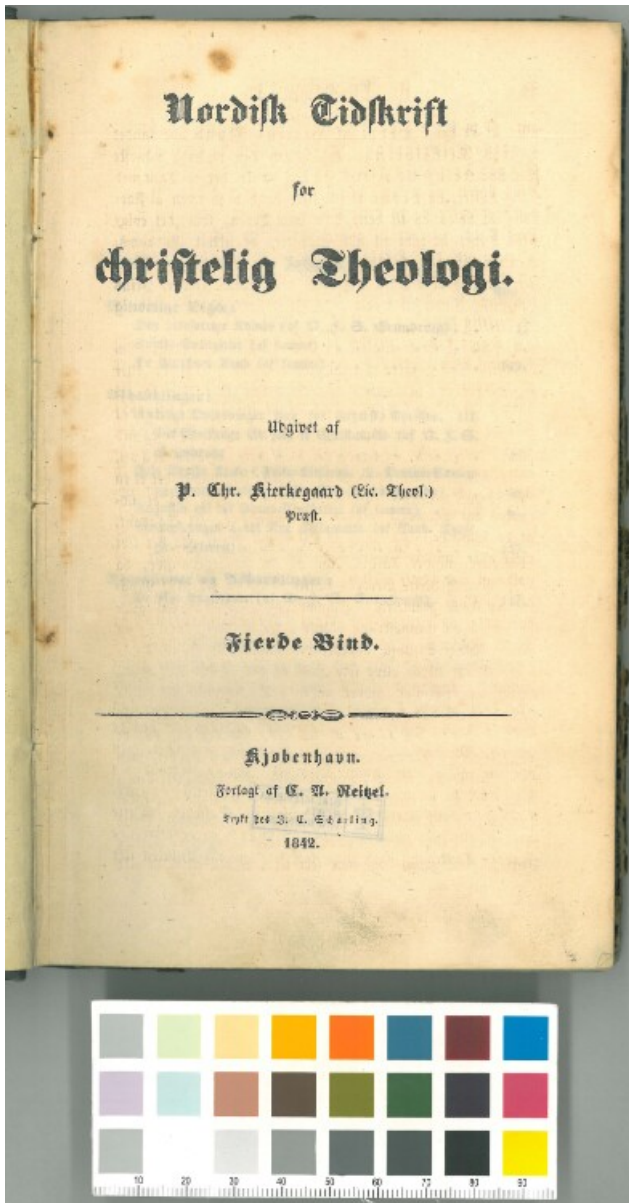 Nordisk Tidskrift
for
christelig Theologi.
Udgivet af
P. Chr. Kierkegaard (Lic. Theol.)
Præst.
Fjerde Bind.
Kjøbenhavn.
Forlagt af C. A. Reitzel.
Trykt hos J. C. Scharling.
1842.
10 20 30 40 50 60 70 80 90